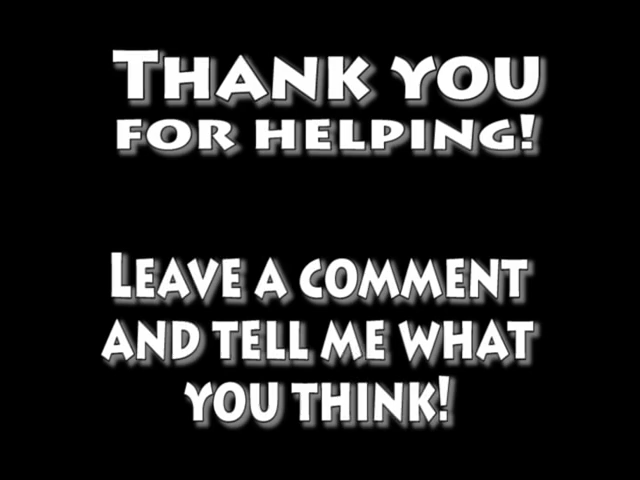 THANK YOU
FOR HELPING!
LEAVE A COMMENT
AND TELL ME WHAT
YOU THINK!